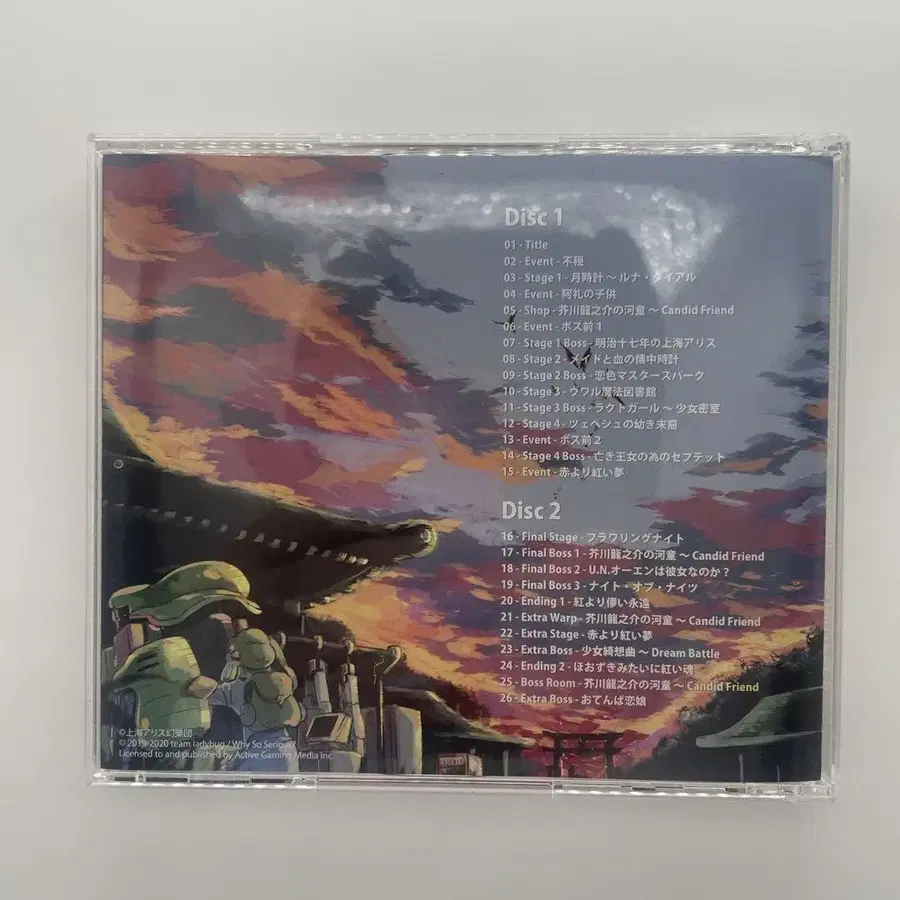 Disc 1
01 - Title
02 - Event - 不穏
03 - Stage 1 - 月時計 ～ ルナ・ダイアル
04 - Event - 阿礼の子供
05 - Shop - 芥川龍之介の河童 ～ Candid Friend
06 - Event - ボス前１
07 - Stage 1 Boss - 明治十七年の上海アリス
08 - Stage 2 - メイドと血の懐中時計
09 - Stage 2 Boss - 恋色マスタースパーク
10 - Stage 3 - ヴワル魔法図書館
11 - Stage 3 Boss - ラクトガール ～ 少女密室
12 - Stage 4 - ツェペシュの幼き末裔
13 - Event - ボス前２
14 - Stage 4 Boss - 亡き王女の為のセプテット
15 - Event - 赤より紅い夢
Disc 2
16 - Final Stage - フラワリングナイト
17 - Final Boss 1 - 芥川龍之介の河童 ～ Candid Friend
18 - Final Boss 2 - U.N.オーエンは彼女なのか？
19 - Final Boss 3 - ナイト・オブ・ナイツ
20 - Ending 1 - 紅より儚い永遠
21 - Extra Warp - 芥川龍之介の河童 ～ Candid Friend
22 - Extra Stage - 赤より紅い夢
23 - Extra Boss - 少女綺想曲 ～ Dream Battle
24 - Ending 2 - ほおずきみたいに紅い魂
25 - Boss Room - 芥川龍之介の河童 ～ Candid Friend
26 - Extra Boss - おてんば恋娘
©上海アリス幻樂団
© 2019-2020 team ladybug / Why So Serious?
Licensed to and published by Active Gaming Media Inc.